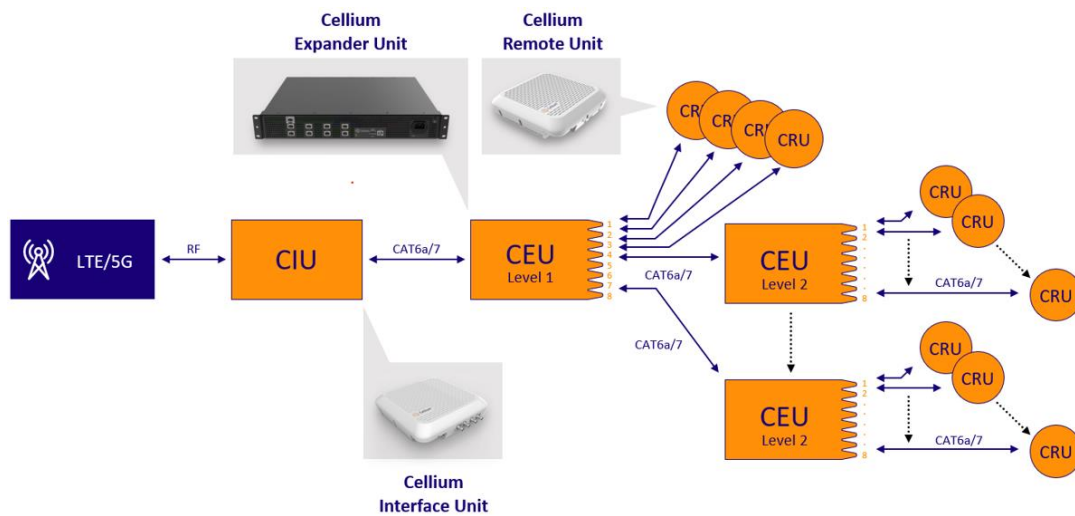 Cellium
Expander Unit
Cellium
Remote Unit
CRU
CRU
CRU
CRU
LTE/5G
RF
CIU
CAT6a/7
CEU
Level 1
1
2
3
4
5
6
7
8
CAT6a/7
CAT6a/7
CEU
Level 2
1
2
8
CRU
CRU
CAT6a/7
CRU
CEU
Level 2
1
2
8
CRU
CRU
CAT6a/7
CRU
Cellium
Interface Unit